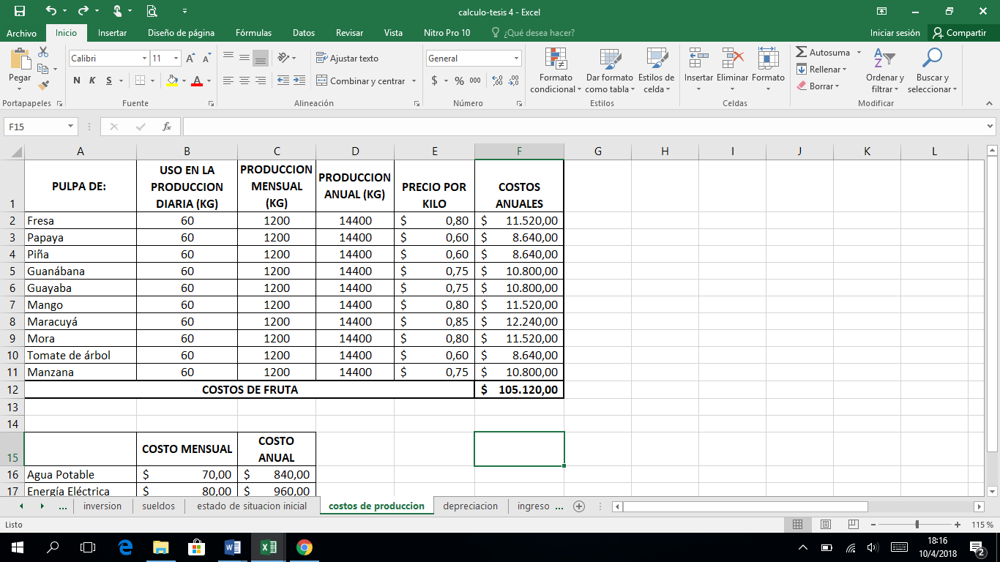 calculo-tesis 4 - Excel
Archivo Inicio Insertar Diseño de página Fórmulas Datos Revisar Vista Nitro Pro 10 ¿Qué desea hacer? Iniciar sesión Compartir
Pegar
Calibri 11
N K S
A A
Ajustar texto
Combinar y centrar
General
$ % 000
Formato condicional
Dar formato como tabla
Estilos de celda
Insertar Eliminar Formato
Autosuma
Rellenar
Borrar
Ordenar y filtrar
Buscar y seleccionar
Portapapeles Fuente Alineación Número Estilos Celdas Modificar
F15 fx
A B C D E F G H I J K L
1 PULPA DE: USO EN LA PRODUCCION DIARIA (KG) PRODUCCION MENSUAL (KG) PRODUCCION ANUAL (KG) PRECIO POR KILO COSTOS ANUALES
2 Fresa 60 1200 14400 $ 0,80 $ 11.520,00
3 Papaya 60 1200 14400 $ 0,60 $ 8.640,00
4 Piña 60 1200 14400 $ 0,60 $ 8.640,00
5 Guanábana 60 1200 14400 $ 0,75 $ 10.800,00
6 Guayaba 60 1200 14400 $ 0,75 $ 10.800,00
7 Mango 60 1200 14400 $ 0,80 $ 11.520,00
8 Maracuyá 60 1200 14400 $ 0,85 $ 12.240,00
9 Mora 60 1200 14400 $ 0,80 $ 11.520,00
10 Tomate de árbol 60 1200 14400 $ 0,60 $ 8.640,00
11 Manzana 60 1200 14400 $ 0,75 $ 10.800,00
12 COSTOS DE FRUTA $ 105.120,00
13
14
15 COSTO MENSUAL COSTO ANUAL
16 Agua Potable $ 70,00 $ 840,00
17 Energía Eléctrica $ 80,00 $ 960,00
... inversion sueldos estado de situacion inicial costos de produccion depreciacion ingreso ...
Listo 115 %
18:16
10/4/2018
2